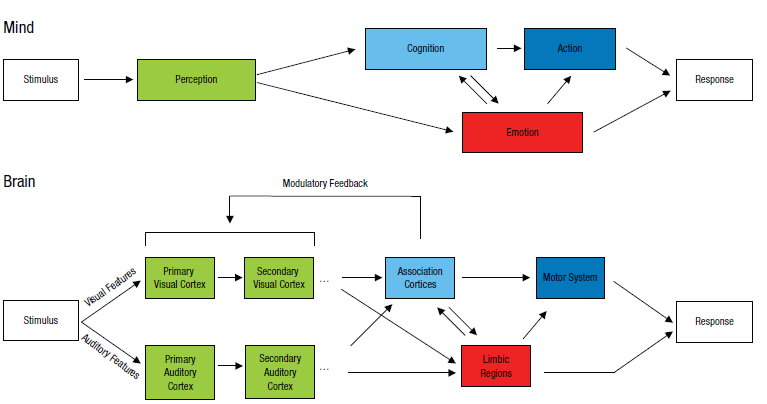 Mind
Cognition
Action
Stimulus
Perception
Response
Emotion
Brain
Modulatory Feedback
Visual Features
Primary
Visual Cortex
Secondary
Visual Cortex
...
Association
Cortices
Motor System
Stimulus
Response
Auditory Features
Primary
Auditory
Cortex
Secondary
Auditory
Cortex
...
Limbic
Regions